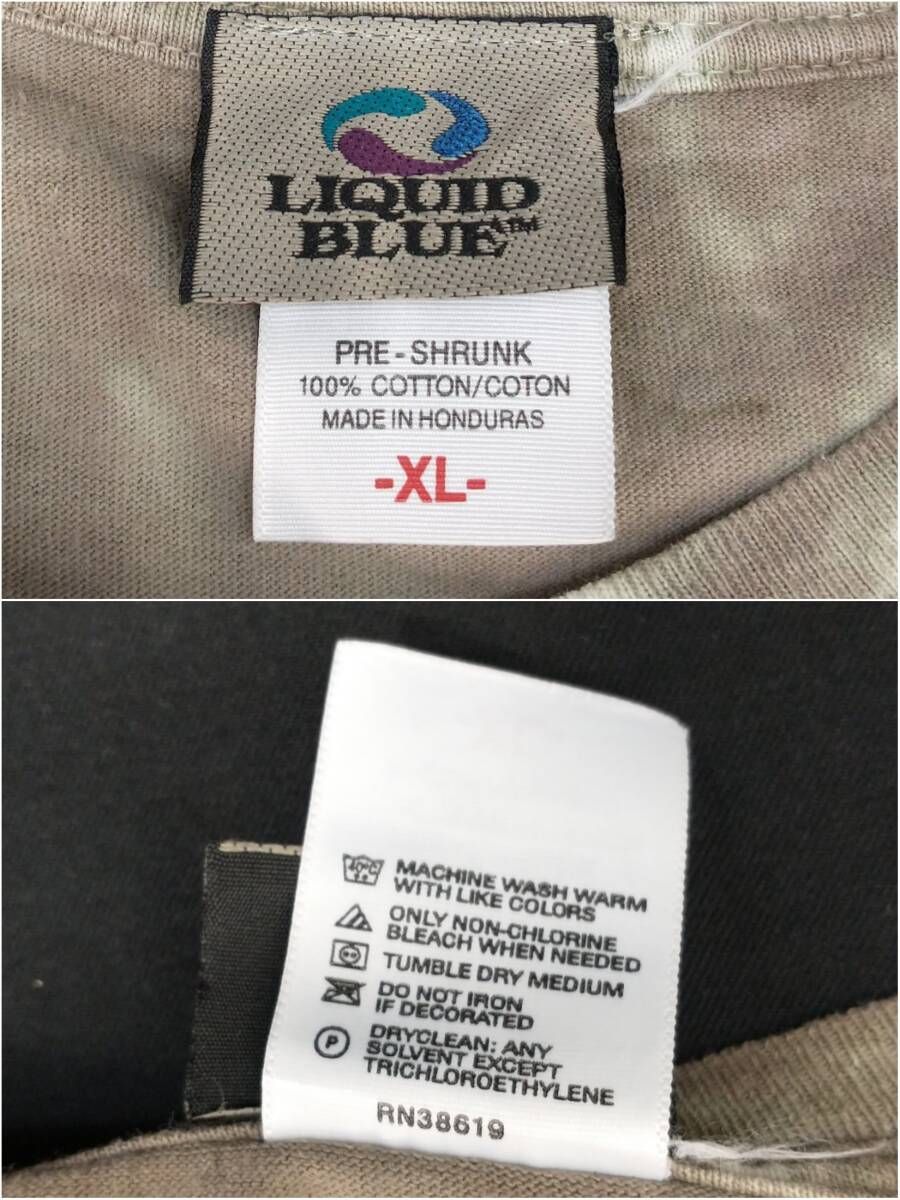 LIQUID
BLUE™
PRE-SHRUNK
100% COTTON/COTON
MADE IN HONDURAS
-XL-
40°C
MACHINE WASH WARM
WITH LIKE COLORS
ONLY NON-CHLORINE
BLEACH WHEN NEEDED
TUMBLE DRY MEDIUM
DO NOT IRON
IF DECORATED
P
DRYCLEAN: ANY
SOLVENT EXCEPT
TRICHLOROETHYLENE
RN38619